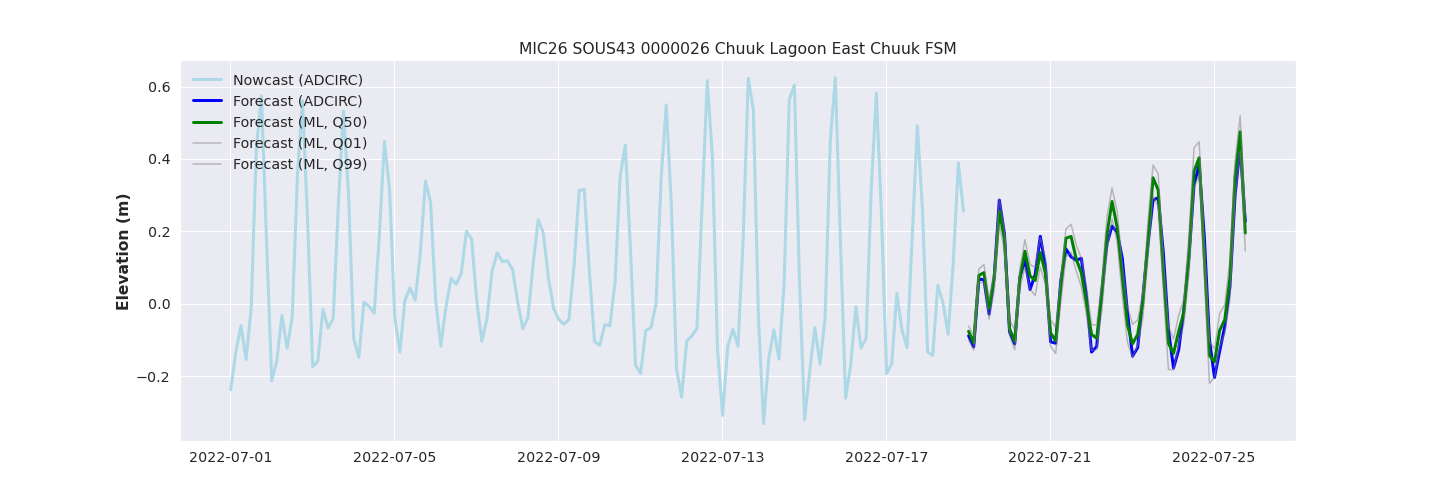 MIC26 SOUS43 0000026 Chuuk Lagoon East Chuuk FSM
Nowcast (ADCIRC)
Forecast (ADCIRC)
Forecast (ML, Q50)
Forecast (ML, Q01)
Forecast (ML, Q99)
Elevation (m)
0.6
0.4
0.2
0.0
−0.2
2022-07-01 2022-07-05 2022-07-09 2022-07-13 2022-07-17 2022-07-21 2022-07-25